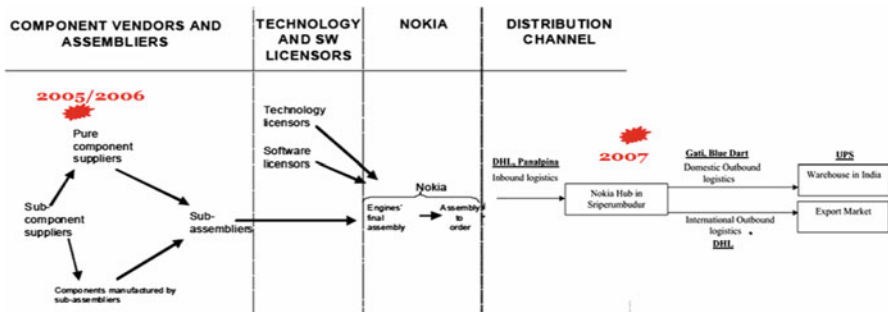 COMPONENT VENDORS AND
ASSEMBLIERS
TECHNOLOGY
AND SW
LICENSORS
NOKIA
DISTRIBUTION
CHANNEL
2005/2006
Pure
component
suppliers
Sub-
component
suppliers
Components manufactured by
sub-assembliers
Sub-
assembliers
Technology
licensors
Software
licensors
Nokia
Engines'
final
assembly
Assembly
to
order
DHL, Panalpina
Inbound logistics
2007
Nokia Hub in
Sriperumbudur
Gati, Blue Dart
Domestic Outbound
logistics
International Outbound
logistics
DHL
UPS
Warehouse in India
Export Market